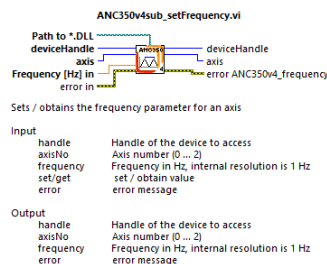 ANC350v4sub_setFrequency.vi
Path to *.DLL
deviceHandle
axis
Frequency [Hz] in
error in
ANC350
deviceHandle
axis
error ANC350v4_frequency
Sets / obtains the frequency parameter for an axis
Input
handle Handle of the device to access
axisNo Axis number (0 ... 2)
frequency Frequency in Hz, internal resolution is 1 Hz
set/get set / obtain value
error error message
Output
handle Handle of the device to access
axisNo Axis number (0 ... 2)
frequency Frequency in Hz, internal resolution is 1 Hz
error error message